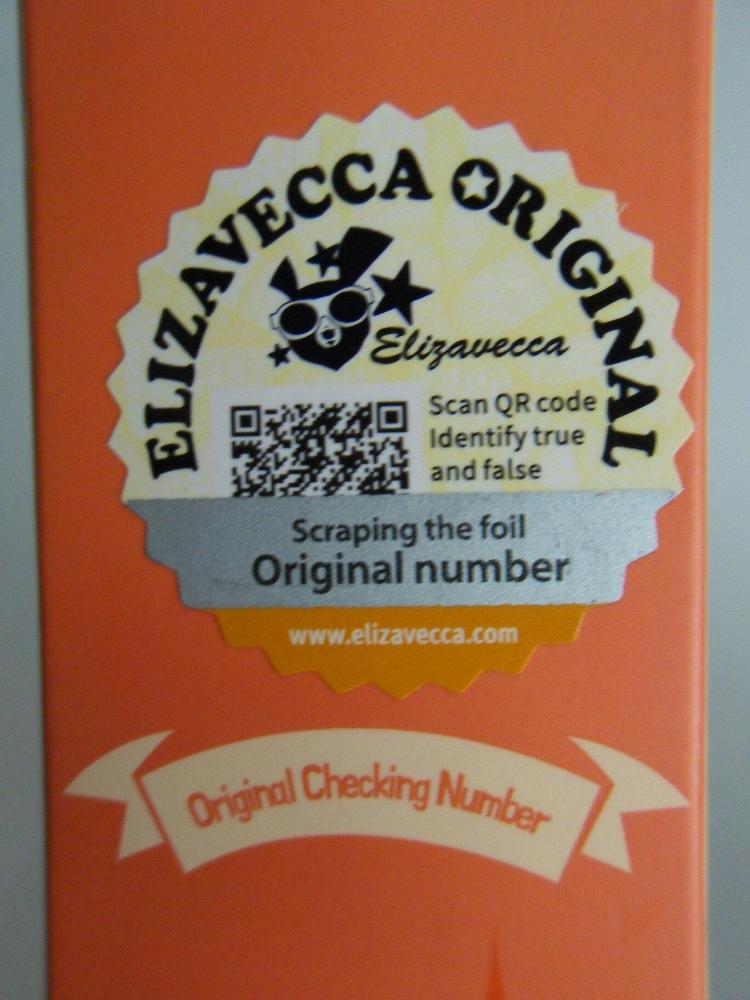 ELIZAVECCA ORIGINAL
Elizavecca
Scan QR code
Identify true
and false
Scraping the foil
Original number
www.elizavecca.com
Original Checking Number